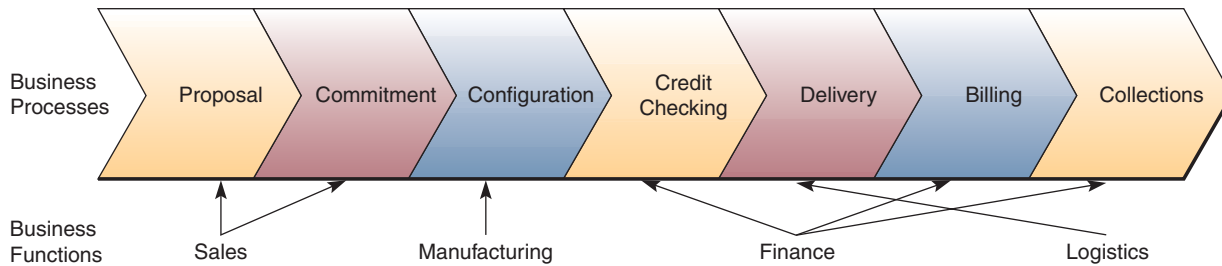 Business
Processes
Proposal
Commitment
Configuration
Credit
Checking
Delivery
Billing
Collections
Business
Functions
Sales
Manufacturing
Finance
Logistics